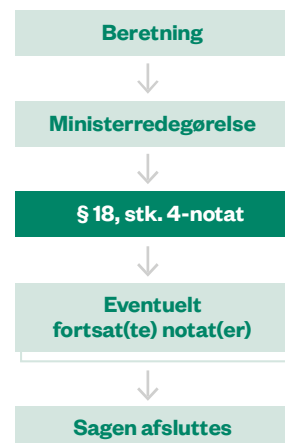 Beretning
Ministerredegørelse
§ 18, stk. 4-notat
Eventuelt
fortsat(te) notat(er)
Sagen afsluttes